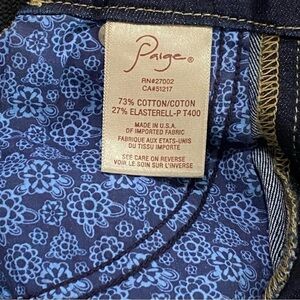 Paige®
RN#27002
CA#51217
73% COTTON/COTON
27% ELASTERELL-P T400
MADE IN U.S.A.
OF IMPORTED FABRIC
FABRIQUE AUX ETATS-UNIS
DU TISSU IMPORTE
SEE CARE ON REVERSE
VOIR LE SOIN SUR L'INVERSE